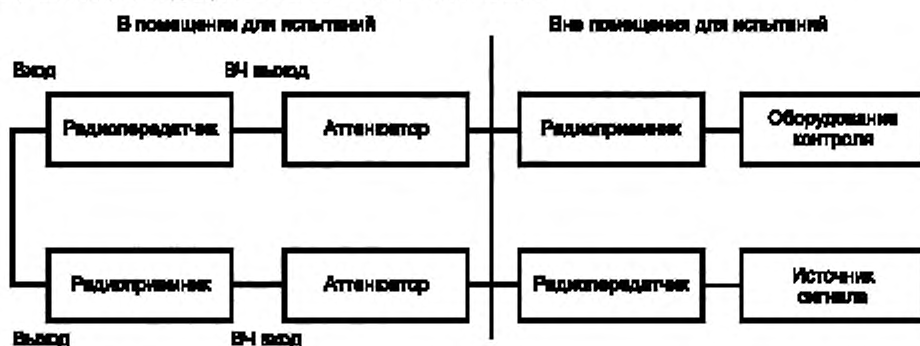 В помещении для испытаний
Вне помещения для испытаний
Вход
ВЧ выход
Радиопередатчик
Аттенюатор
Радиоприемник
Оборудование
контроля
Радиоприемник
Аттенюатор
Радиопередатчик
Источник
сигнала
Выход
ВЧ вход